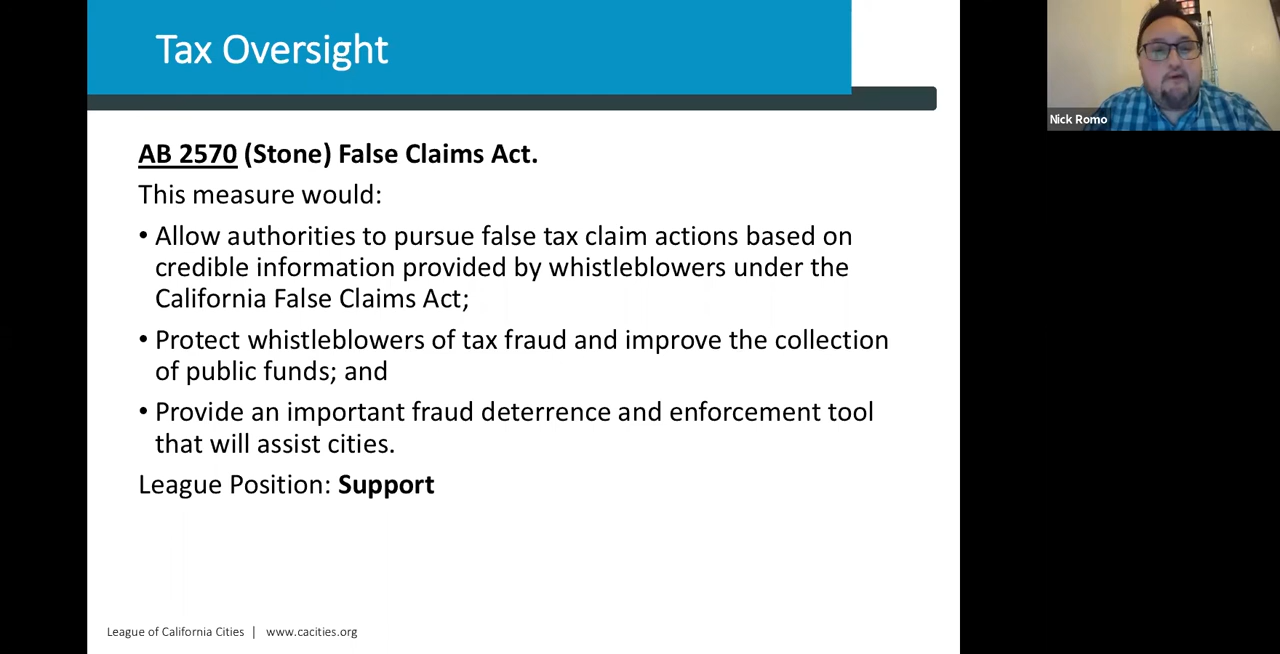 Tax Oversight
Nick Romo
AB 2570 (Stone) False Claims Act.
This measure would:
• Allow authorities to pursue false tax claim actions based on
credible information provided by whistleblowers under the
California False Claims Act;
• Protect whistleblowers of tax fraud and improve the collection
of public funds; and
• Provide an important fraud deterrence and enforcement tool
that will assist cities.
League Position: Support
League of California Cities | www.cacities.org